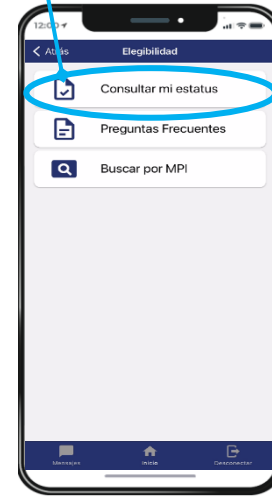 12:00
Atrás Elegibilidad
Consultar mi estatus
Preguntas Frecuentes
Buscar por MPI
Mensajes Inicio Desconectar